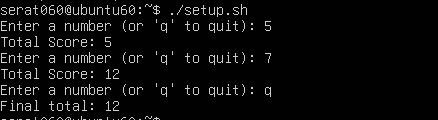 serat060@ubuntu60:~$ ./setup.sh
Enter a number (or 'q' to quit): 5
Total Score: 5
Enter a number (or 'q' to quit): 7
Total Score: 12
Enter a number (or 'q' to quit): q
Final total: 12
serat060@ubuntu60:~$